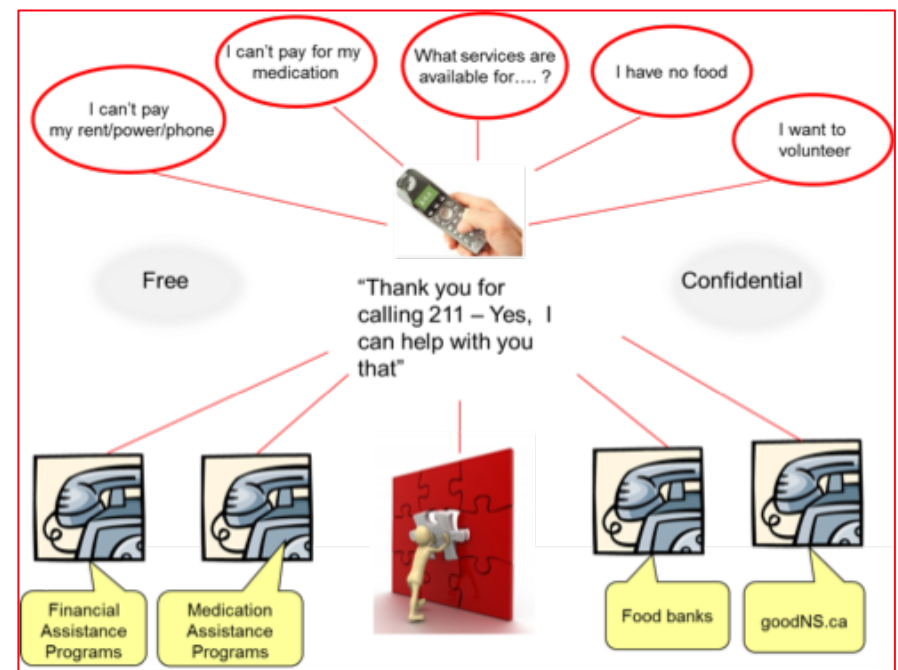 I can't pay
my rent/power/phone
I can't pay for my
medication
What services are
available for.... ?
I have no food
I want to
volunteer
Free
Confidential
“Thank you for
calling 211 – Yes, I
can help with you
that”
Financial
Assistance
Programs
Medication
Assistance
Programs
Food banks
goodNS.ca